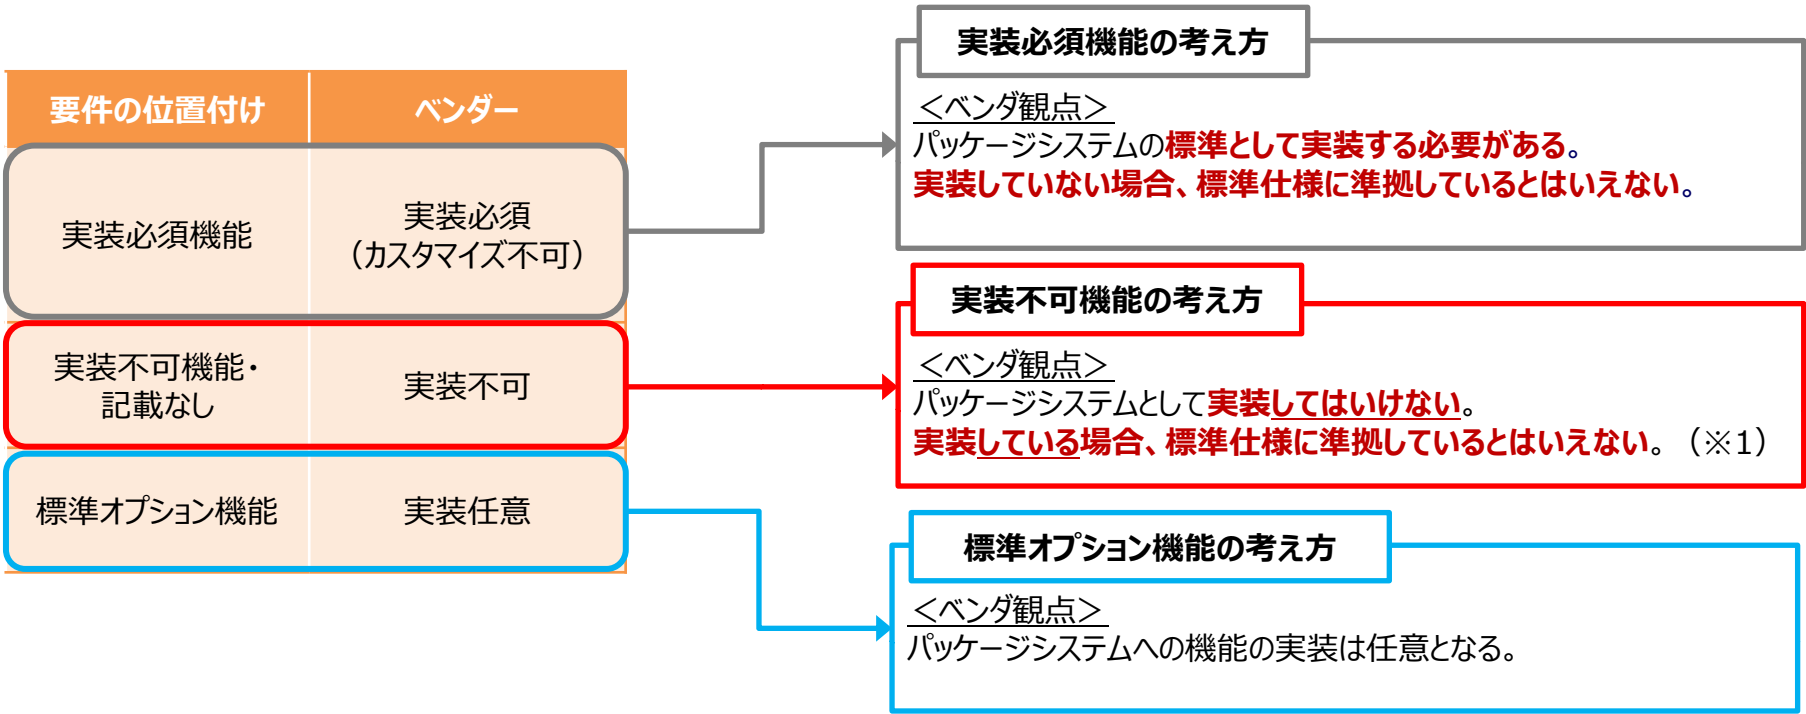 要件の位置付け
ベンダー
実装必須機能
実装必須
（カスタマイズ不可）
実装不可機能・
記載なし
実装不可
標準オプション機能
実装任意
実装必須機能の考え方
＜ベンダ観点＞
パッケージシステムの標準として実装する必要がある。
実装していない場合、標準仕様に準拠しているとはいえない。
実装不可機能の考え方
＜ベンダ観点＞
パッケージシステムとして実装してはいけない。
実装している場合、標準仕様に準拠しているとはいえない。（※1）
標準オプション機能の考え方
＜ベンダ観点＞
パッケージシステムへの機能の実装は任意となる。